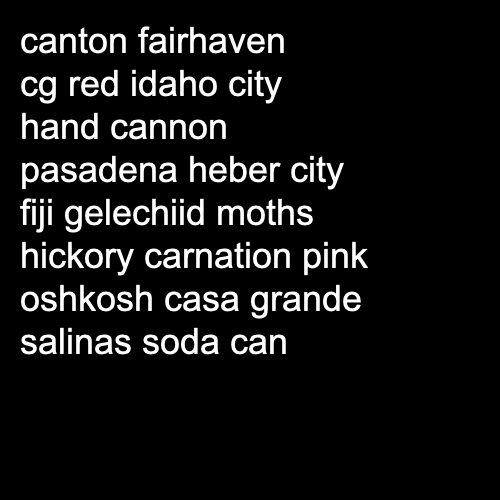 canton fairhaven
cg red idaho city
hand cannon
pasadena heber city
fiji gelechiid moths
hickory carnation pink
oshkosh casa grande
salinas soda can